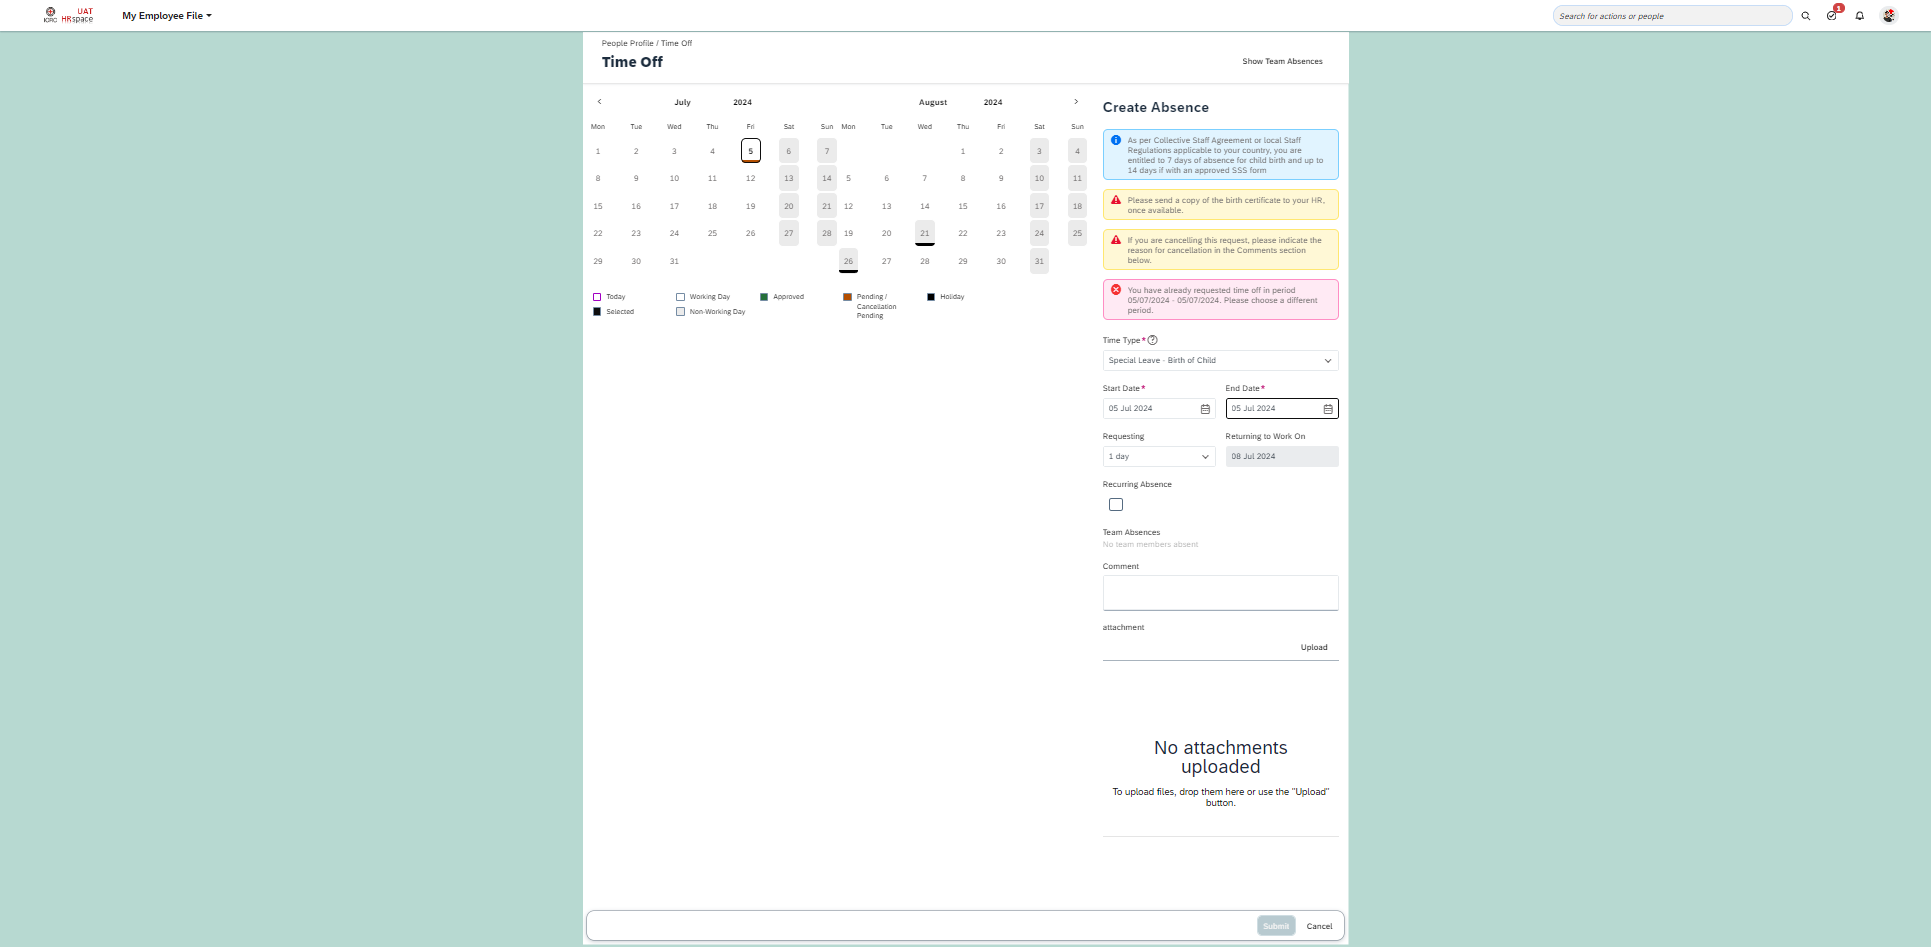 ICRC
UAT
HRspace
My Employee File
Search for actions or people
1
People Profile / Time Off
Time Off
Show Team Absences
July 2024
August 2024
Mon Tue Wed Thu Fri Sat Sun Mon Tue Wed Thu Fri Sat Sun
1 2 3 4 5 6 7 1 2 3 4
8 9 10 11 12 13 14 5 6 7 8 9 10 11
15 16 17 18 19 20 21 12 13 14 15 16 17 18
22 23 24 25 26 27 28 19 20 21 22 23 24 25
29 30 31 26 27 28 29 30 31
Today
Working Day
Approved
Pending /
Cancellation
Pending
Holiday
Selected
Non-Working Day
Create Absence
As per Collective Staff Agreement or local Staff
Regulations applicable to your country, you are
entitled to 7 days of absence for child birth and up to
14 days if with an approved SSS form
Please send a copy of the birth certificate to your HR,
once available.
If you are cancelling this request, please indicate the
reason for cancellation in the Comments section
below.
You have already requested time off in period
05/07/2024 - 05/07/2024. Please choose a different
period.
Time Type*
Special Leave - Birth of Child
Start Date* End Date*
05 Jul 2024 05 Jul 2024
Requesting Returning to Work On
1 day 08 Jul 2024
Recurring Absence
Team Absences
No team members absent
Comment
attachment
Upload
No attachments
uploaded
To upload files, drop them here or use the "Upload"
button.
Submit Cancel